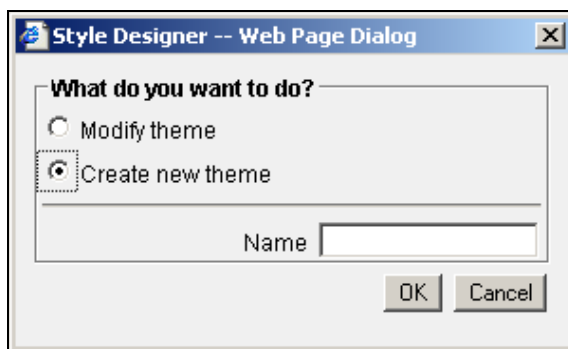 Style Designer -- Web Page Dialog
What do you want to do?
Modify theme
Create new theme
Name
OK Cancel